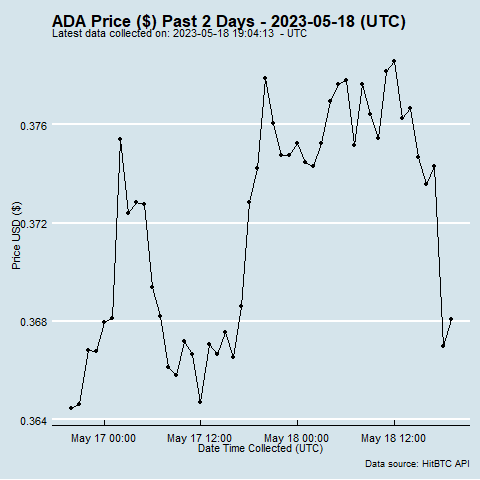 ADA Price ($) Past 2 Days - 2023-05-18 (UTC)
Latest data collected on: 2023-05-18 19:04:13 - UTC
0.376
0.372
0.368
0.364
Price USD ($)
May 17 00:00
May 17 12:00
May 18 00:00
May 18 12:00
Date Time Collected (UTC)
Data source: HitBTC API